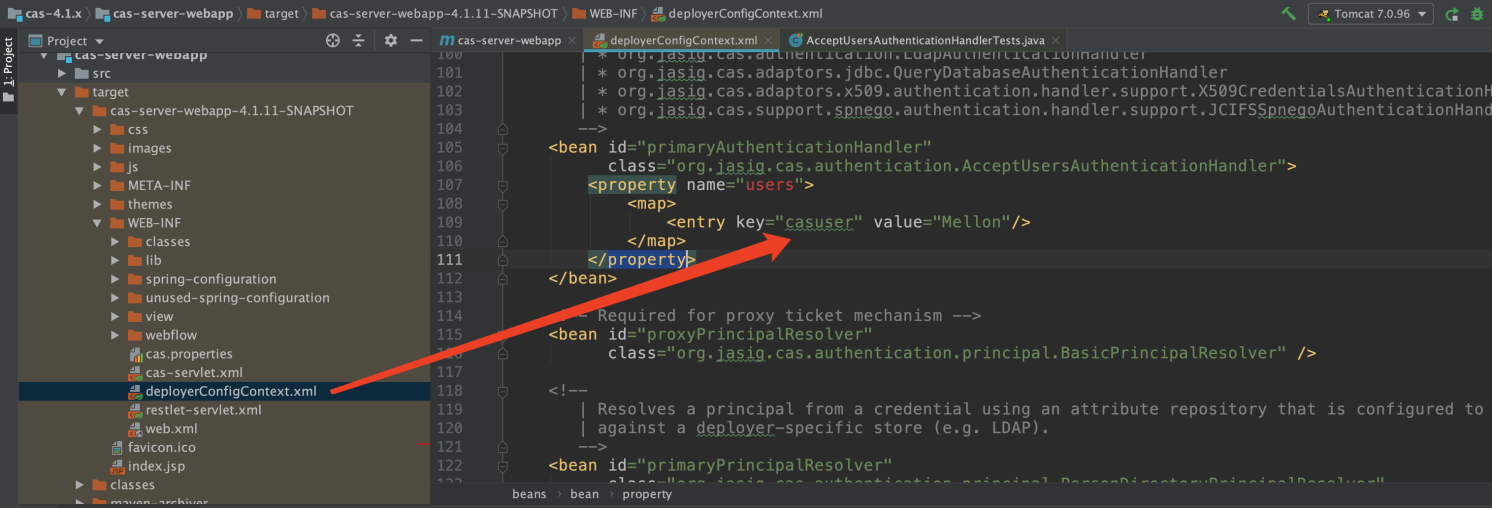 cas-4.1.x cas-server-webapp target cas-server-webapp-4.1.11-SNAPSHOT WEB-INF deployerConfigContext.xml Tomcat 7.0.96
1: Project
Project
cas-server-webapp
src
target
cas-server-webapp-4.1.11-SNAPSHOT
css
images
js
META-INF
themes
WEB-INF
classes
lib
spring-configuration
unused-spring-configuration
view
webflow
cas.properties
cas-servlet.xml
deployerConfigContext.xml
restlet-servlet.xml
web.xml
favicon.ico
index.jsp
classes
maven-archiver
cas-server-webapp deployerConfigContext.xml AcceptUsersAuthenticationHandlerTests.java
100 | * org.jasig.cas.authentication.LdapAuthenticationHandler
101 | * org.jasig.cas.adaptors.jdbc.QueryDatabaseAuthenticationHandler
102 | * org.jasig.cas.adaptors.x509.authentication.handler.support.X509CredentialsAuthenticationH
103 | * org.jasig.cas.support.spnego.authentication.handler.support.JCIFSSpnegoAuthenticationHand
104 -->
105 <bean id="primaryAuthenticationHandler"
106 class="org.jasig.cas.authentication.AcceptUsersAuthenticationHandler">
107 <property name="users">
108 <map>
109 <entry key="casuser" value="Mellon"/>
110 </map>
111 </property>
112 </bean>
113
114 Required for proxy ticket mechanism -->
115 <bean id="proxyPrincipalResolver"
116 class="org.jasig.cas.authentication.principal.BasicPrincipalResolver" />
117
118 <!--
119 | Resolves a principal from a credential using an attribute repository that is configured to
120 | against a deployer-specific store (e.g. LDAP).
121 -->
122 <bean id="primaryPrincipalResolver"
123 class="org.jasig.cas.authentication.principal.PersonDirectoryPrincipalResolver"
beans bean property